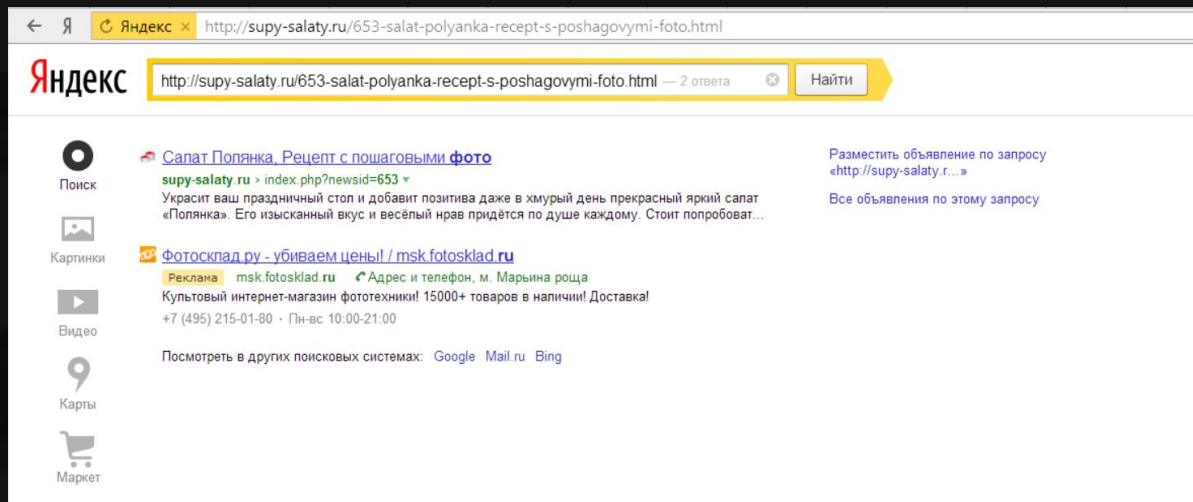 Я Яндекс × http://supy-salaty.ru/653-salat-polyanka-recept-s-poshagovymi-foto.html
Яндекс http://supy-salaty.ru/653-salat-polyanka-recept-s-poshagovymi-foto.html — 2 ответа Найти
Поиск
Картинки
Видео
Карты
Маркет
Салат Полянка, Рецепт с пошаговыми фото
supy-salaty.ru > index.php?newsid=653
Украсит ваш праздничный стол и добавит позитива даже в хмурый день прекрасный яркий салат
«Полянка». Его изысканный вкус и весёлый нрав придётся по душе каждому. Стоит попробоват...
Фотосклад.ру - убиваем цены! / msk.fotosklad.ru
Реклама msk.fotosklad.ru Адрес и телефон, м. Марьина роща
Культовый интернет-магазин фототехники! 15000+ товаров в наличии! Доставка!
+7 (495) 215-01-80 · Пн-вс 10:00-21:00
Посмотреть в других поисковых системах: Google Mail.ru Bing
Разместить объявление по запросу
«http://supy-salaty.r...»
Все объявления по этому запросу